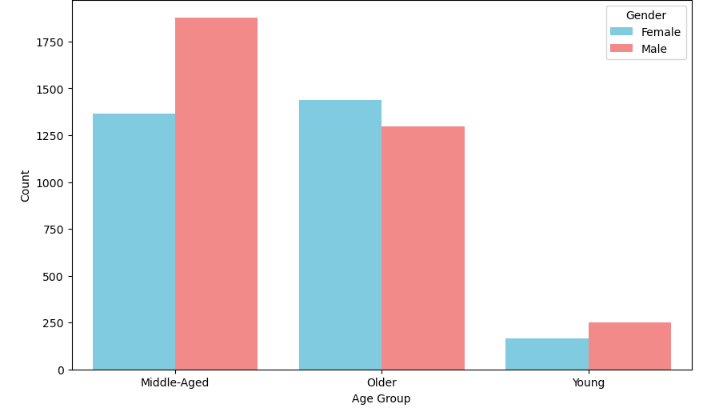 Gender
Female
Male
1750
1500
1250
1000
750
500
250
0
Count
Middle-Aged Older Young
Age Group